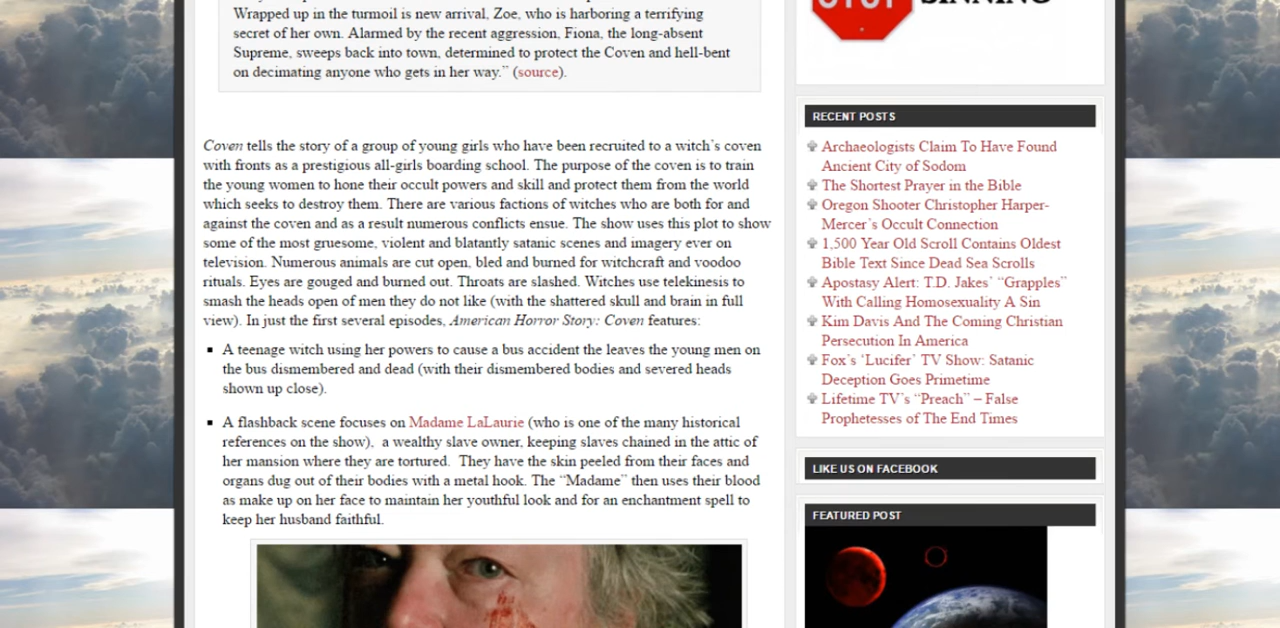 Wrapped up in the turmoil is new arrival, Zoe, who is harboring a terrifying
secret of her own. Alarmed by the recent aggression, Fiona, the long-absent
Supreme, sweeps back into town, determined to protect the Coven and hell-bent
on decimating anyone who gets in her way.” (source).
Coven tells the story of a group of young girls who have been recruited to a witch’s coven
with fronts as a prestigious all-girls boarding school. The purpose of the coven is to train
the young women to hone their occult powers and skill and protect them from the world
which seeks to destroy them. There are various factions of witches who are both for and
against the coven and as a result numerous conflicts ensue. The show uses this plot to show
some of the most gruesome, violent and blatantly satanic scenes and imagery ever on
television. Numerous animals are cut open, bled and burned for witchcraft and voodoo
rituals. Eyes are gouged and burned out. Throats are slashed. Witches use telekinesis to
smash the heads open of men they do not like (with the shattered skull and brain in full
view). In just the first several episodes, American Horror Story: Coven features:
A teenage witch using her powers to cause a bus accident the leaves the young men on
the bus dismembered and dead (with their dismembered bodies and severed heads
shown up close).
A flashback scene focuses on Madame LaLaurie (who is one of the many historical
references on the show), a wealthy slave owner, keeping slaves chained in the attic of
her mansion where they are tortured. They have the skin peeled from their faces and
organs dug out of their bodies with a metal hook. The “Madame” then uses their blood
as make up on her face to maintain her youthful look and for an enchantment spell to
keep her husband faithful.
STOP SINNING
RECENT POSTS
Archaeologists Claim To Have Found
Ancient City of Sodom
The Shortest Prayer in the Bible
Oregon Shooter Christopher Harper-
Mercer’s Occult Connection
1,500 Year Old Scroll Contains Oldest
Bible Text Since Dead Sea Scrolls
Apostasy Alert: T.D. Jakes’ “Grapples”
With Calling Homosexuality A Sin
Kim Davis And The Coming Christian
Persecution In America
Fox’s ‘Lucifer’ TV Show: Satanic
Deception Goes Primetime
Lifetime TV’s “Preach” – False
Prophetesses of The End Times
LIKE US ON FACEBOOK
FEATURED POST